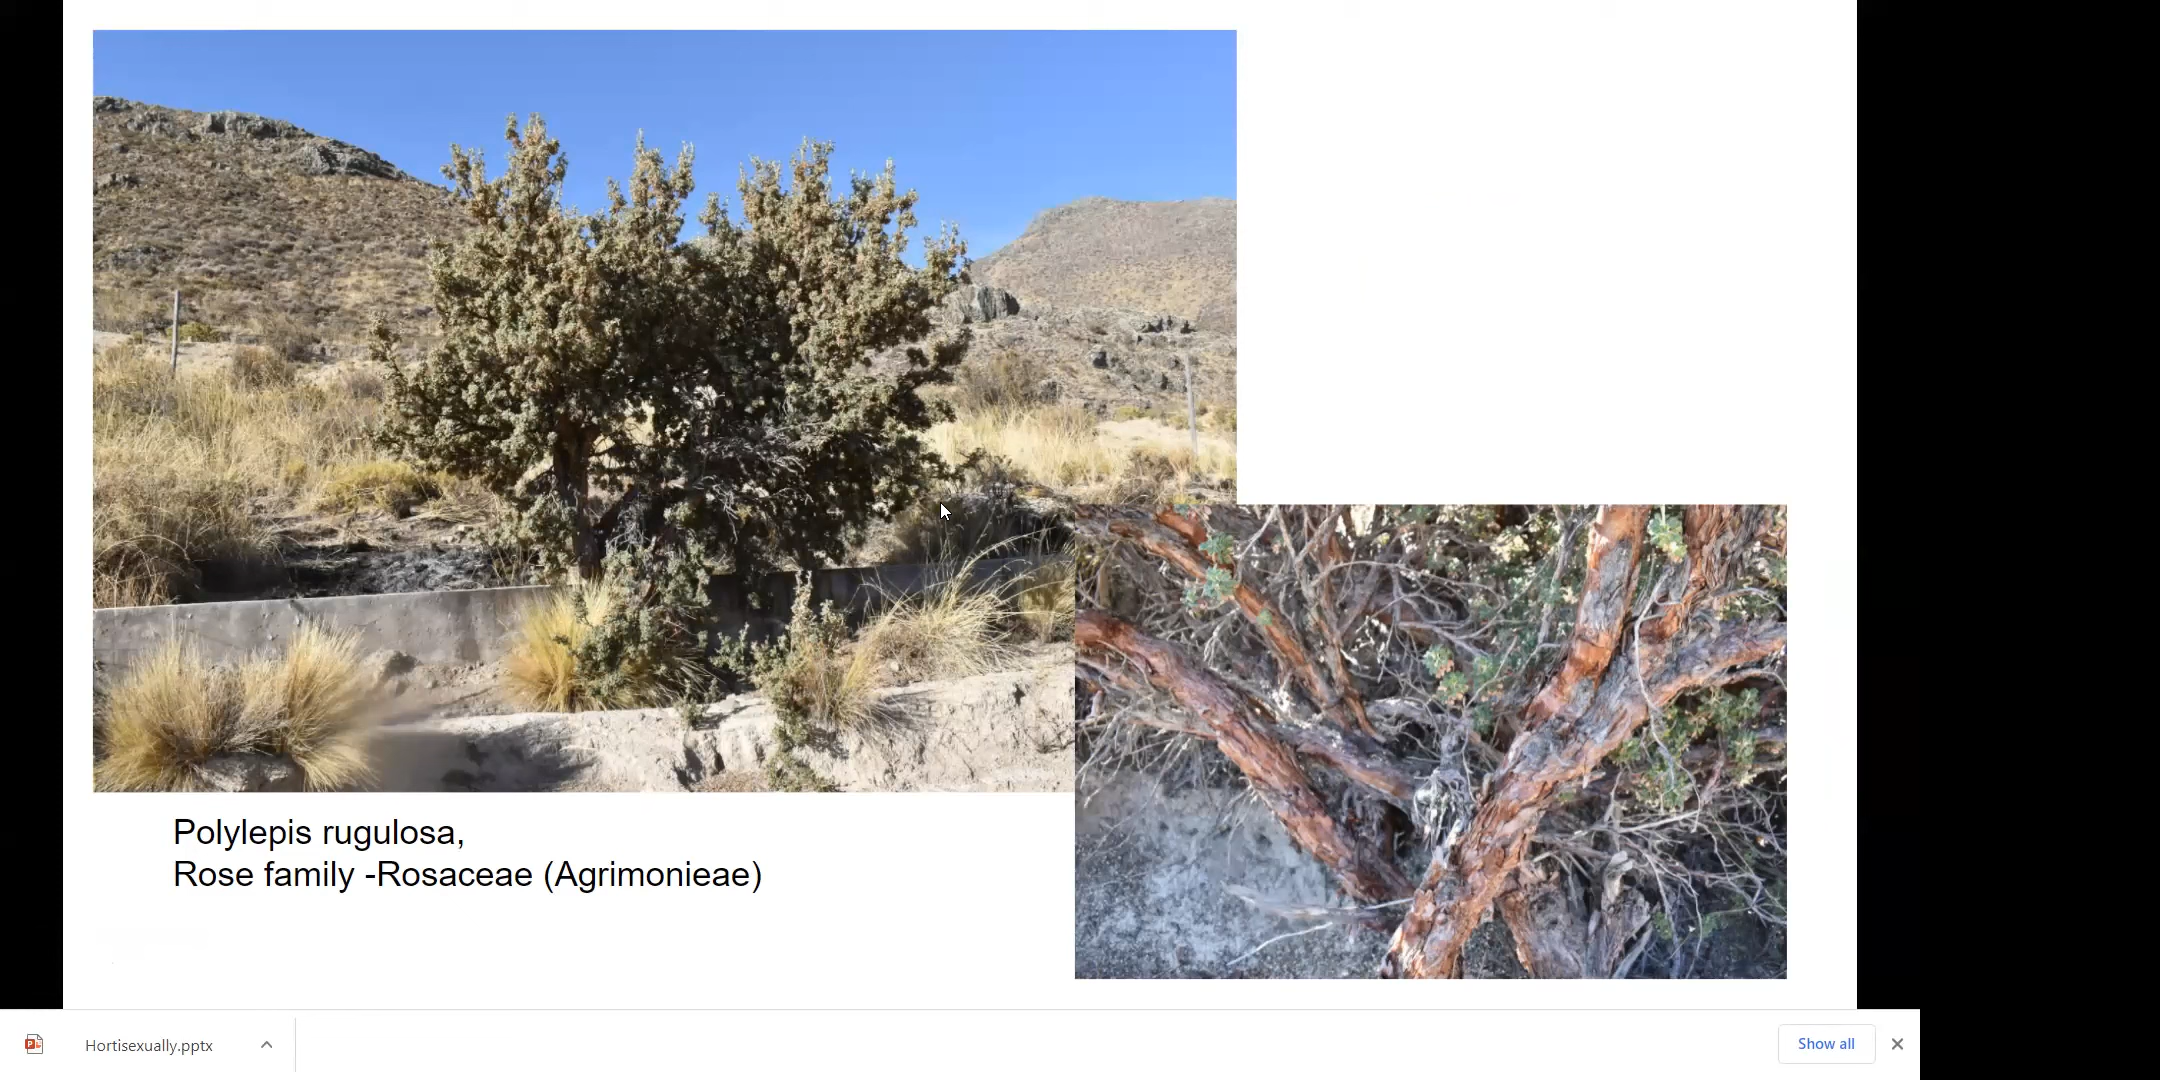 Polylepis rugulosa,
Rose family -Rosaceae (Agrimonieae)
Hortisexually.pptx
Show all